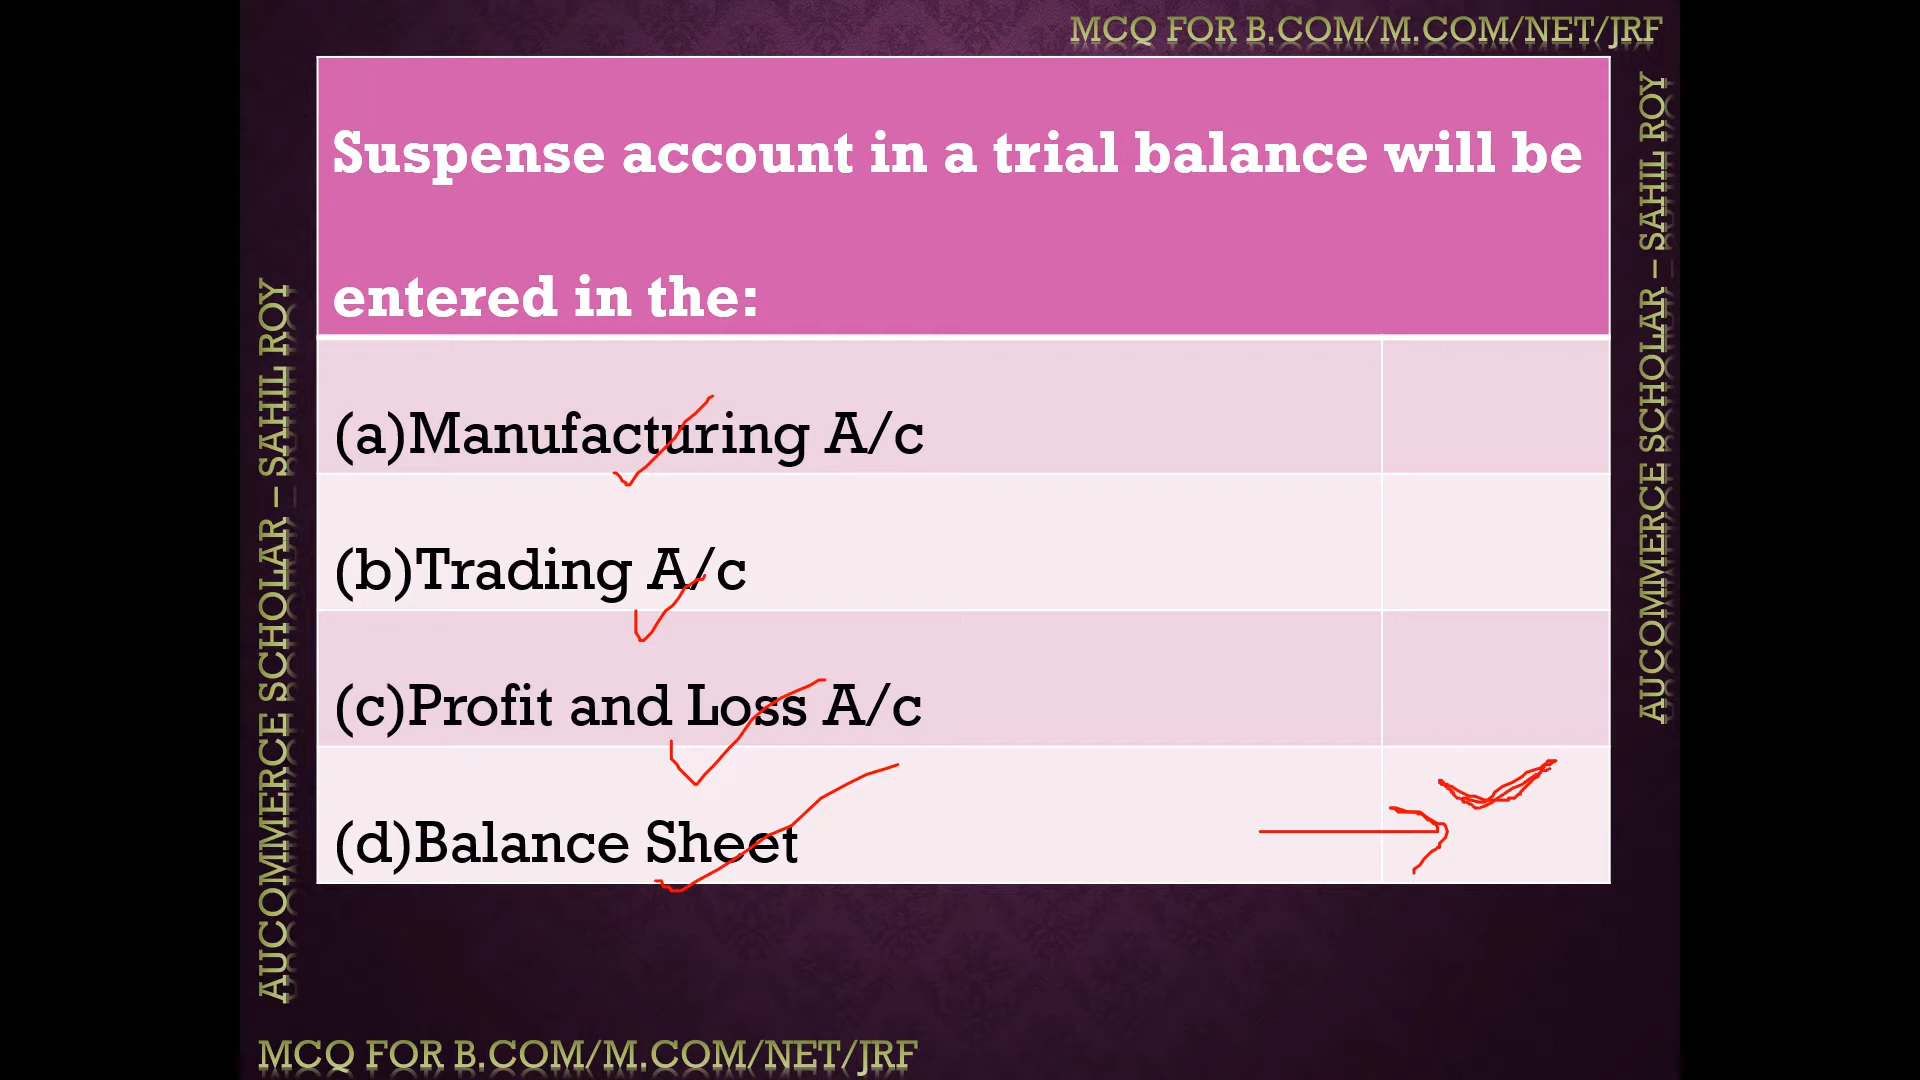 MCQ FOR B.COM/M.COM/NET/JRF
Suspense account in a trial balance will be
entered in the:
(a)Manufacturing A/c
(b)Trading A/c
(c)Profit and Loss A/c
(d)Balance Sheet
AUCOMMERCE SCHOLAR – SAHIL ROY
AUCOMMERCE SCHOLAR – SAHIL ROY
MCQ FOR B.COM/M.COM/NET/JRF